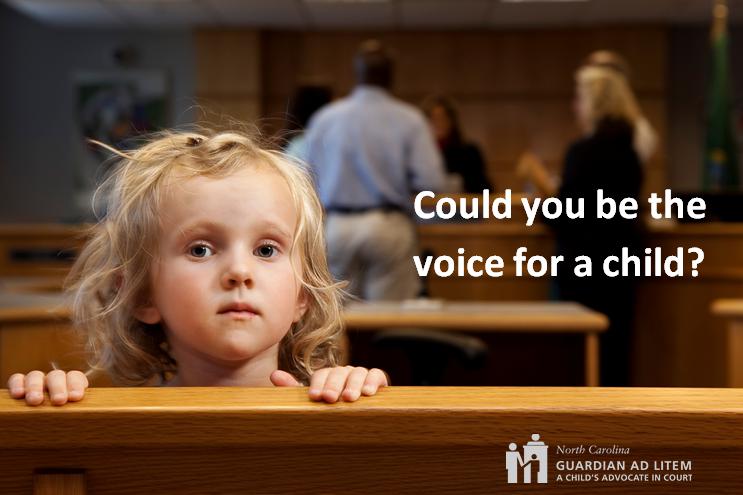 Could you be the
voice for a child?
North Carolina
GUARDIAN AD LITEM
A CHILD'S ADVOCATE IN COURT